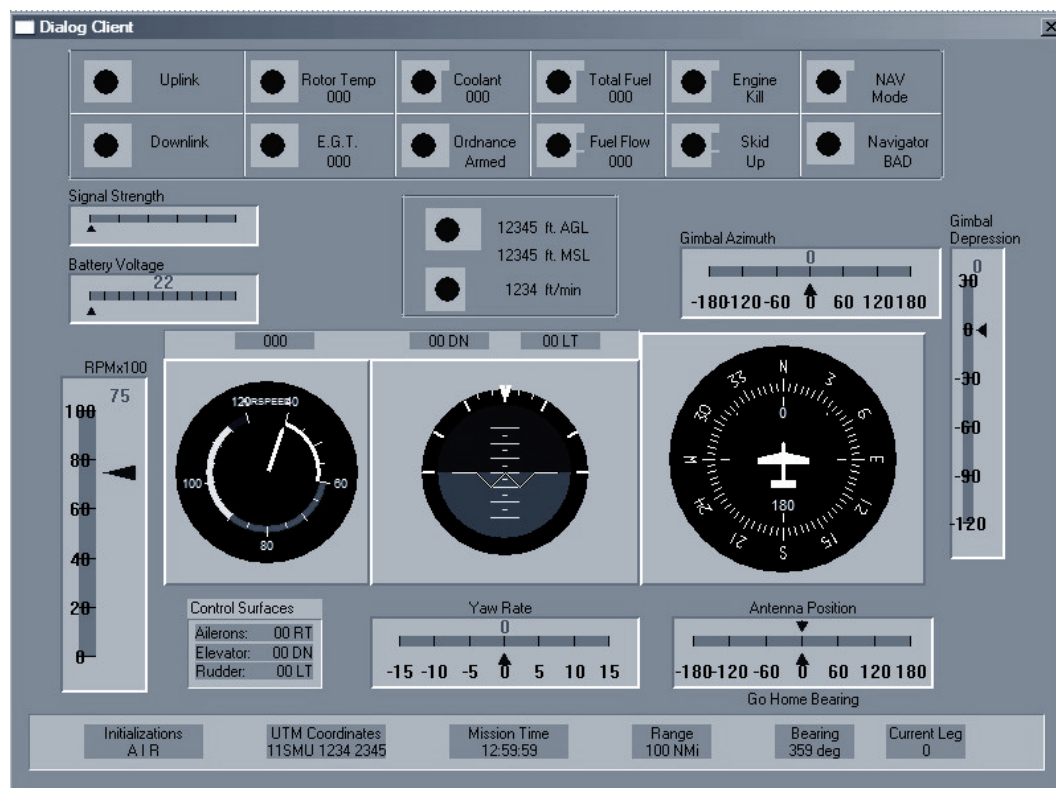 Dialog Client
Uplink
Rotor Temp
000
Coolant
000
Total Fuel
000
Engine
Kill
NAV
Mode
Downlink
E.G.T.
000
Ordnance
Armed
Fuel Flow
000
Skid
Up
Navigator
BAD
Signal Strength
Battery Voltage
22
12345 ft. AGL
12345 ft. MSL
1234 ft/min
Gimbal Azimuth
0
-180 -120 -60 0 60 120 180
Gimbal
Depression
0
30
0
-30
-60
-90
-120
000
00 DN
00 LT
RPMx100
75
100
80
60
40
20
0
120 40
60
80
100
N
3
6
E
12
15
S
21
24
W
30
33
0
180
Control Surfaces
Ailerons: 00 RT
Elevator: 00 DN
Rudder: 00 LT
Yaw Rate
0
-15 -10 -5 0 5 10 15
Antenna Position
-180 -120 -60 0 60 120 180
Go Home Bearing
Initializations
A I R
UTM Coordinates
11SMU 1234 2345
Mission Time
12:59:59
Range
100 NMi
Bearing
359 deg
Current Leg
0